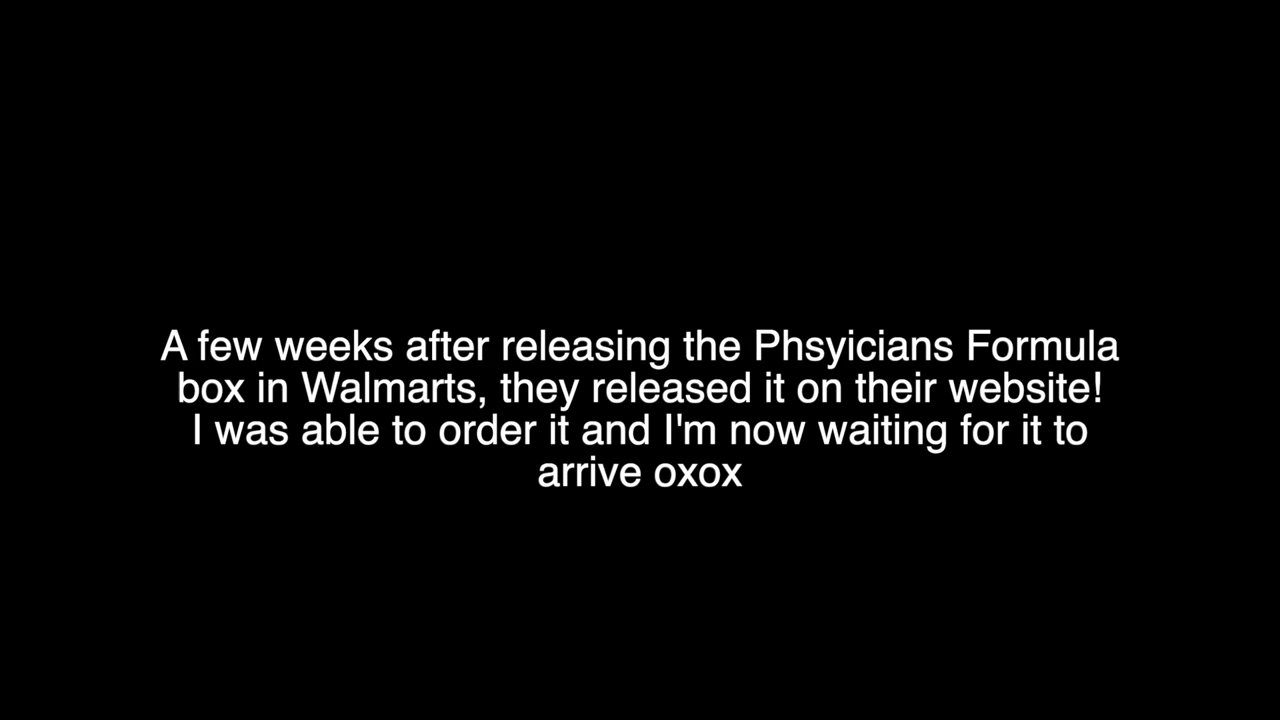 A few weeks after releasing the Phsyicians Formula
box in Walmarts, they released it on their website!
I was able to order it and I'm now waiting for it to
arrive oxox